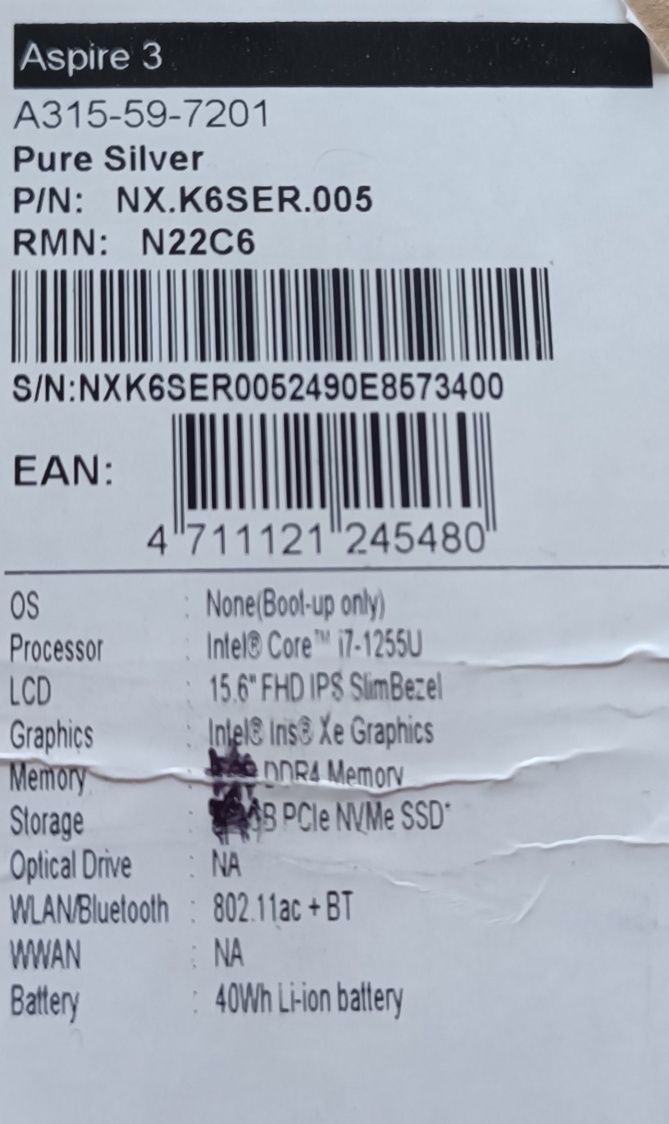 Aspire 3
A315-59-7201
Pure Silver
P/N: NX.K6SER.005
RMN: N22C6
S/N:NXK6SER0052490E8573400
EAN:
4 711121 245480
OS : None(Boot-up only)
Processor : Intel® Core™ i7-1255U
LCD : 15.6" FHD IPS SlimBezel
Graphics : Intel® Iris® Xe Graphics
Memory : DDR4 Memory
Storage : B PCIe NVMe SSD*
Optical Drive : NA
WLAN/Bluetooth : 802.11ac + BT
WWAN : NA
Battery : 40Wh Li-ion battery